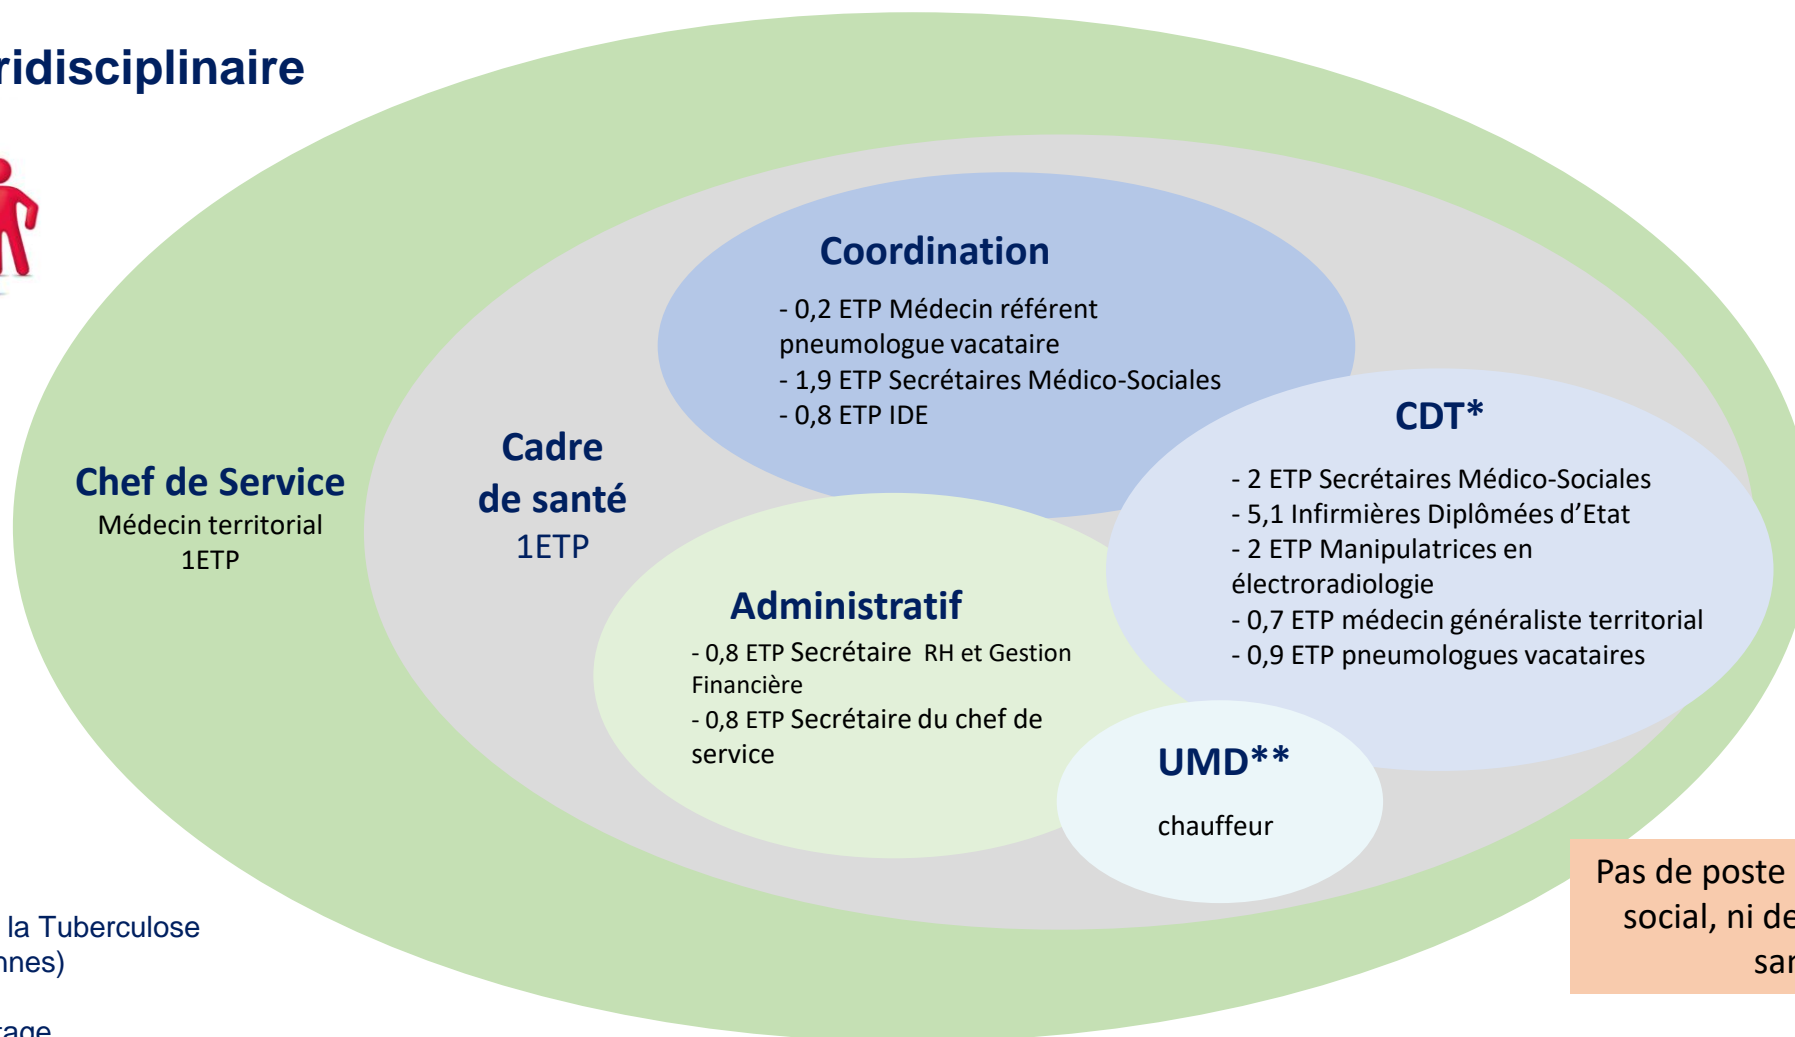 ridisciplinaire
Coordination
- 0,2 ETP Médecin référent
pneumologue vacataire
- 1,9 ETP Secrétaires Médico-Sociales
- 0,8 ETP IDE
CDT*
- 2 ETP Secrétaires Médico-Sociales
- 5,1 Infirmières Diplômées d’Etat
- 2 ETP Manipulatrices en
électroradiologie
- 0,7 ETP médecin généraliste territorial
- 0,9 ETP pneumologues vacataires
Cadre
de santé
1ETP
Chef de Service
Médecin territorial
1ETP
Administratif
- 0,8 ETP Secrétaire RH et Gestion
Financière
- 0,8 ETP Secrétaire du chef de
service
UMD**
chauffeur
Pas de poste
social, ni de
sar
la Tuberculose
nnes)
tage